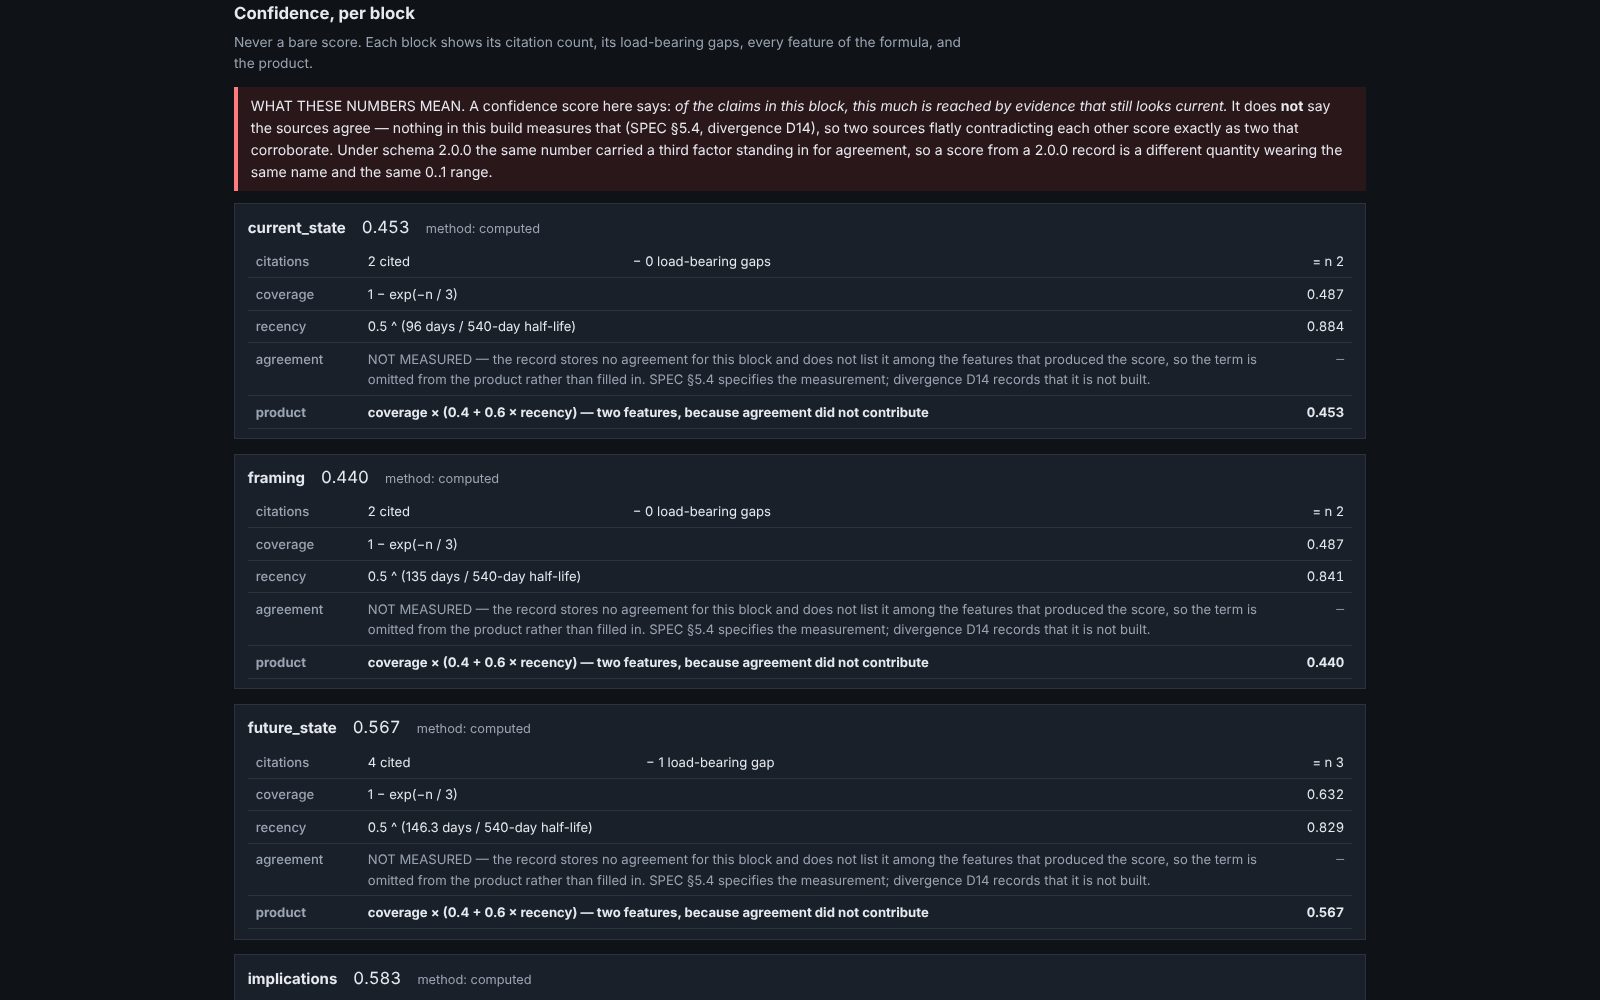 Confidence, per block
Never a bare score. Each block shows its citation count, its load-bearing gaps, every feature of the formula, and
the product.
WHAT THESE NUMBERS MEAN. A confidence score here says: of the claims in this block, this much is reached by evidence that still looks current. It does not say
the sources agree — nothing in this build measures that (SPEC §5.4, divergence D14), so two sources flatly contradicting each other score exactly as two that
corroborate. Under schema 2.0.0 the same number carried a third factor standing in for agreement, so a score from a 2.0.0 record is a different quantity wearing the
same name and the same 0..1 range.
current_state 0.453 method: computed
citations 2 cited − 0 load-bearing gaps = n 2
coverage 1 − exp(−n / 3) 0.487
recency 0.5 ^ (96 days / 540-day half-life) 0.884
agreement NOT MEASURED — the record stores no agreement for this block and does not list it among the features that produced the score, so the term is –
omitted from the product rather than filled in. SPEC §5.4 specifies the measurement; divergence D14 records that it is not built.
product coverage × (0.4 + 0.6 × recency) — two features, because agreement did not contribute 0.453
framing 0.440 method: computed
citations 2 cited − 0 load-bearing gaps = n 2
coverage 1 − exp(−n / 3) 0.487
recency 0.5 ^ (135 days / 540-day half-life) 0.841
agreement NOT MEASURED — the record stores no agreement for this block and does not list it among the features that produced the score, so the term is –
omitted from the product rather than filled in. SPEC §5.4 specifies the measurement; divergence D14 records that it is not built.
product coverage × (0.4 + 0.6 × recency) — two features, because agreement did not contribute 0.440
future_state 0.567 method: computed
citations 4 cited − 1 load-bearing gap = n 3
coverage 1 − exp(−n / 3) 0.632
recency 0.5 ^ (146.3 days / 540-day half-life) 0.829
agreement NOT MEASURED — the record stores no agreement for this block and does not list it among the features that produced the score, so the term is –
omitted from the product rather than filled in. SPEC §5.4 specifies the measurement; divergence D14 records that it is not built.
product coverage × (0.4 + 0.6 × recency) — two features, because agreement did not contribute 0.567
implications 0.583 method: computed